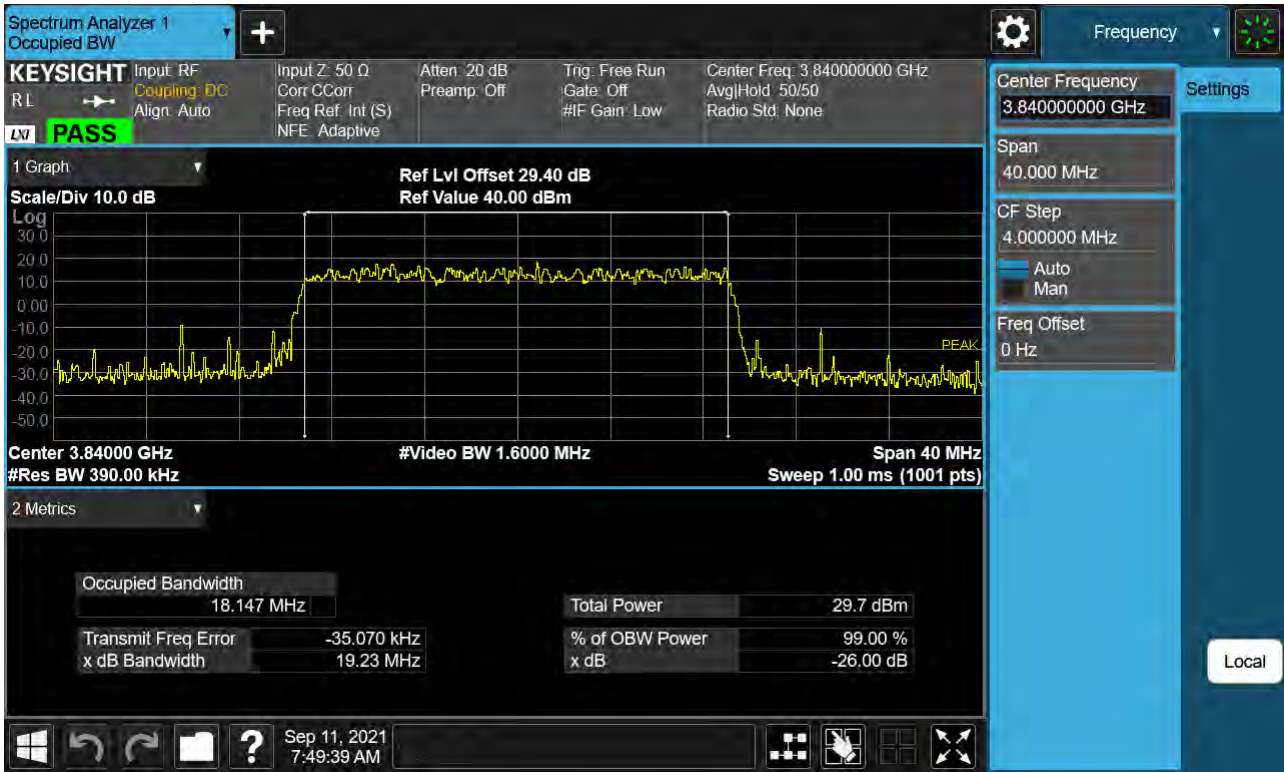 Spectrum Analyzer 1
Occupied BW
Frequency
KEYSIGHT
RL
LXI
PASS
Input: RF
Coupling: DC
Align: Auto
Input Z: 50 Ω
Corr CCorr
Freq Ref: Int (S)
NFE: Adaptive
Atten: 20 dB
Preamp: Off
Trig: Free Run
Gate: Off
#IF Gain: Low
Center Freq: 3.840000000 GHz
Avg|Hold: 50/50
Radio Std: None
Center Frequency
3.840000000 GHz
Settings
Span
40.000 MHz
CF Step
4.000000 MHz
Auto
Man
Freq Offset
0 Hz
Local
1 Graph
Scale/Div 10.0 dB
Ref Lvl Offset 29.40 dB
Ref Value 40.00 dBm
Log
30.0
20.0
10.0
0.00
-10.0
-20.0
-30.0
-40.0
-50.0
PEAK
Center 3.84000 GHz
#Video BW 1.6000 MHz
Span 40 MHz
#Res BW 390.00 kHz
Sweep 1.00 ms (1001 pts)
2 Metrics
Occupied Bandwidth
18.147 MHz
Total Power 29.7 dBm
Transmit Freq Error -35.070 kHz
% of OBW Power 99.00 %
x dB Bandwidth 19.23 MHz
x dB -26.00 dB
?
Sep 11, 2021
7:49:39 AM